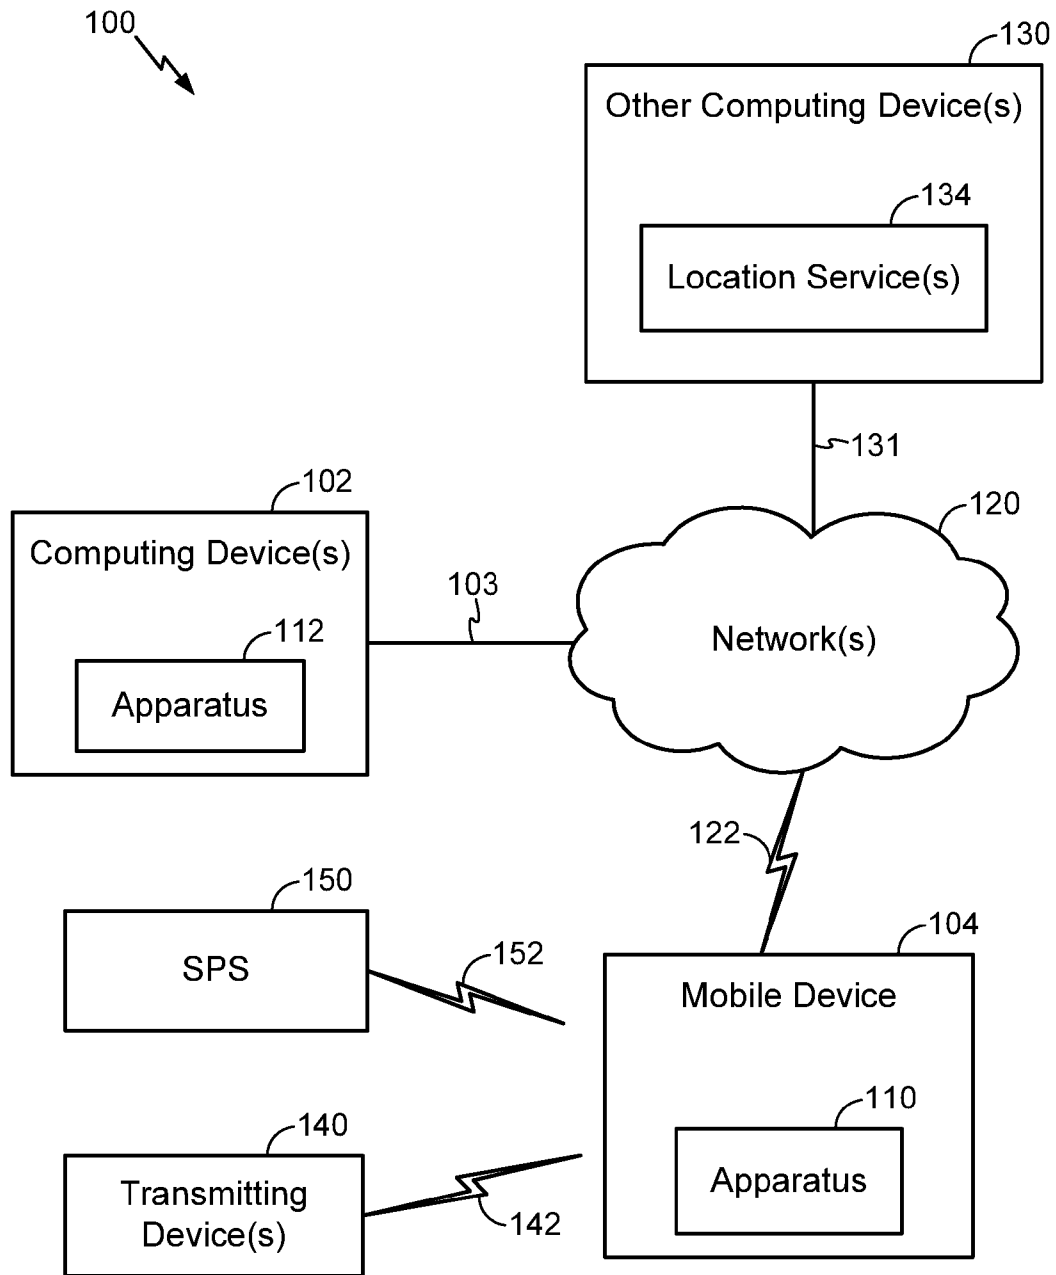 100
130
Other Computing Device(s)
134
Location Service(s)
131
102
120
Computing Device(s)
103
112
Network(s)
Apparatus
122
150
104
SPS
152
Mobile Device
110
140
Apparatus
Transmitting
Device(s)
142